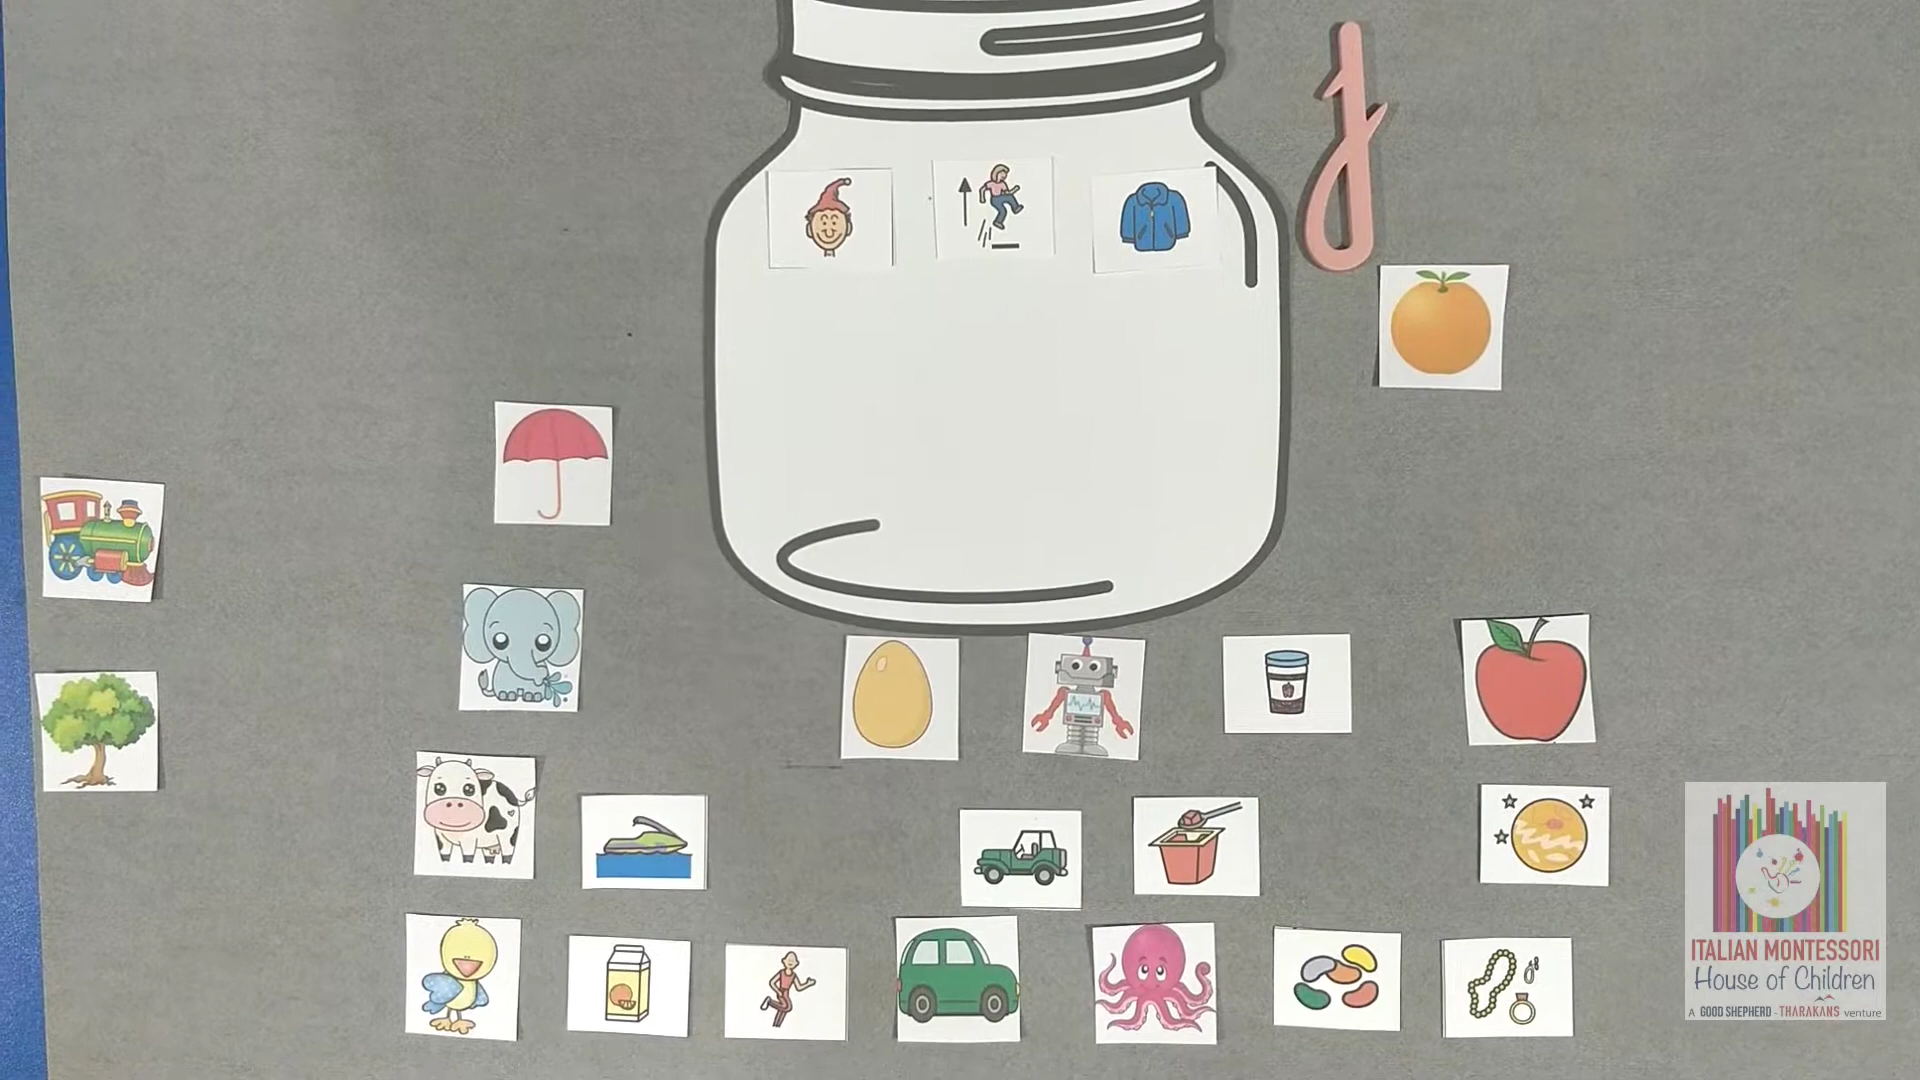 j
ITALIAN MONTESSORI
House of Children
A GOOD SHEPHERD - THARAKANS venture